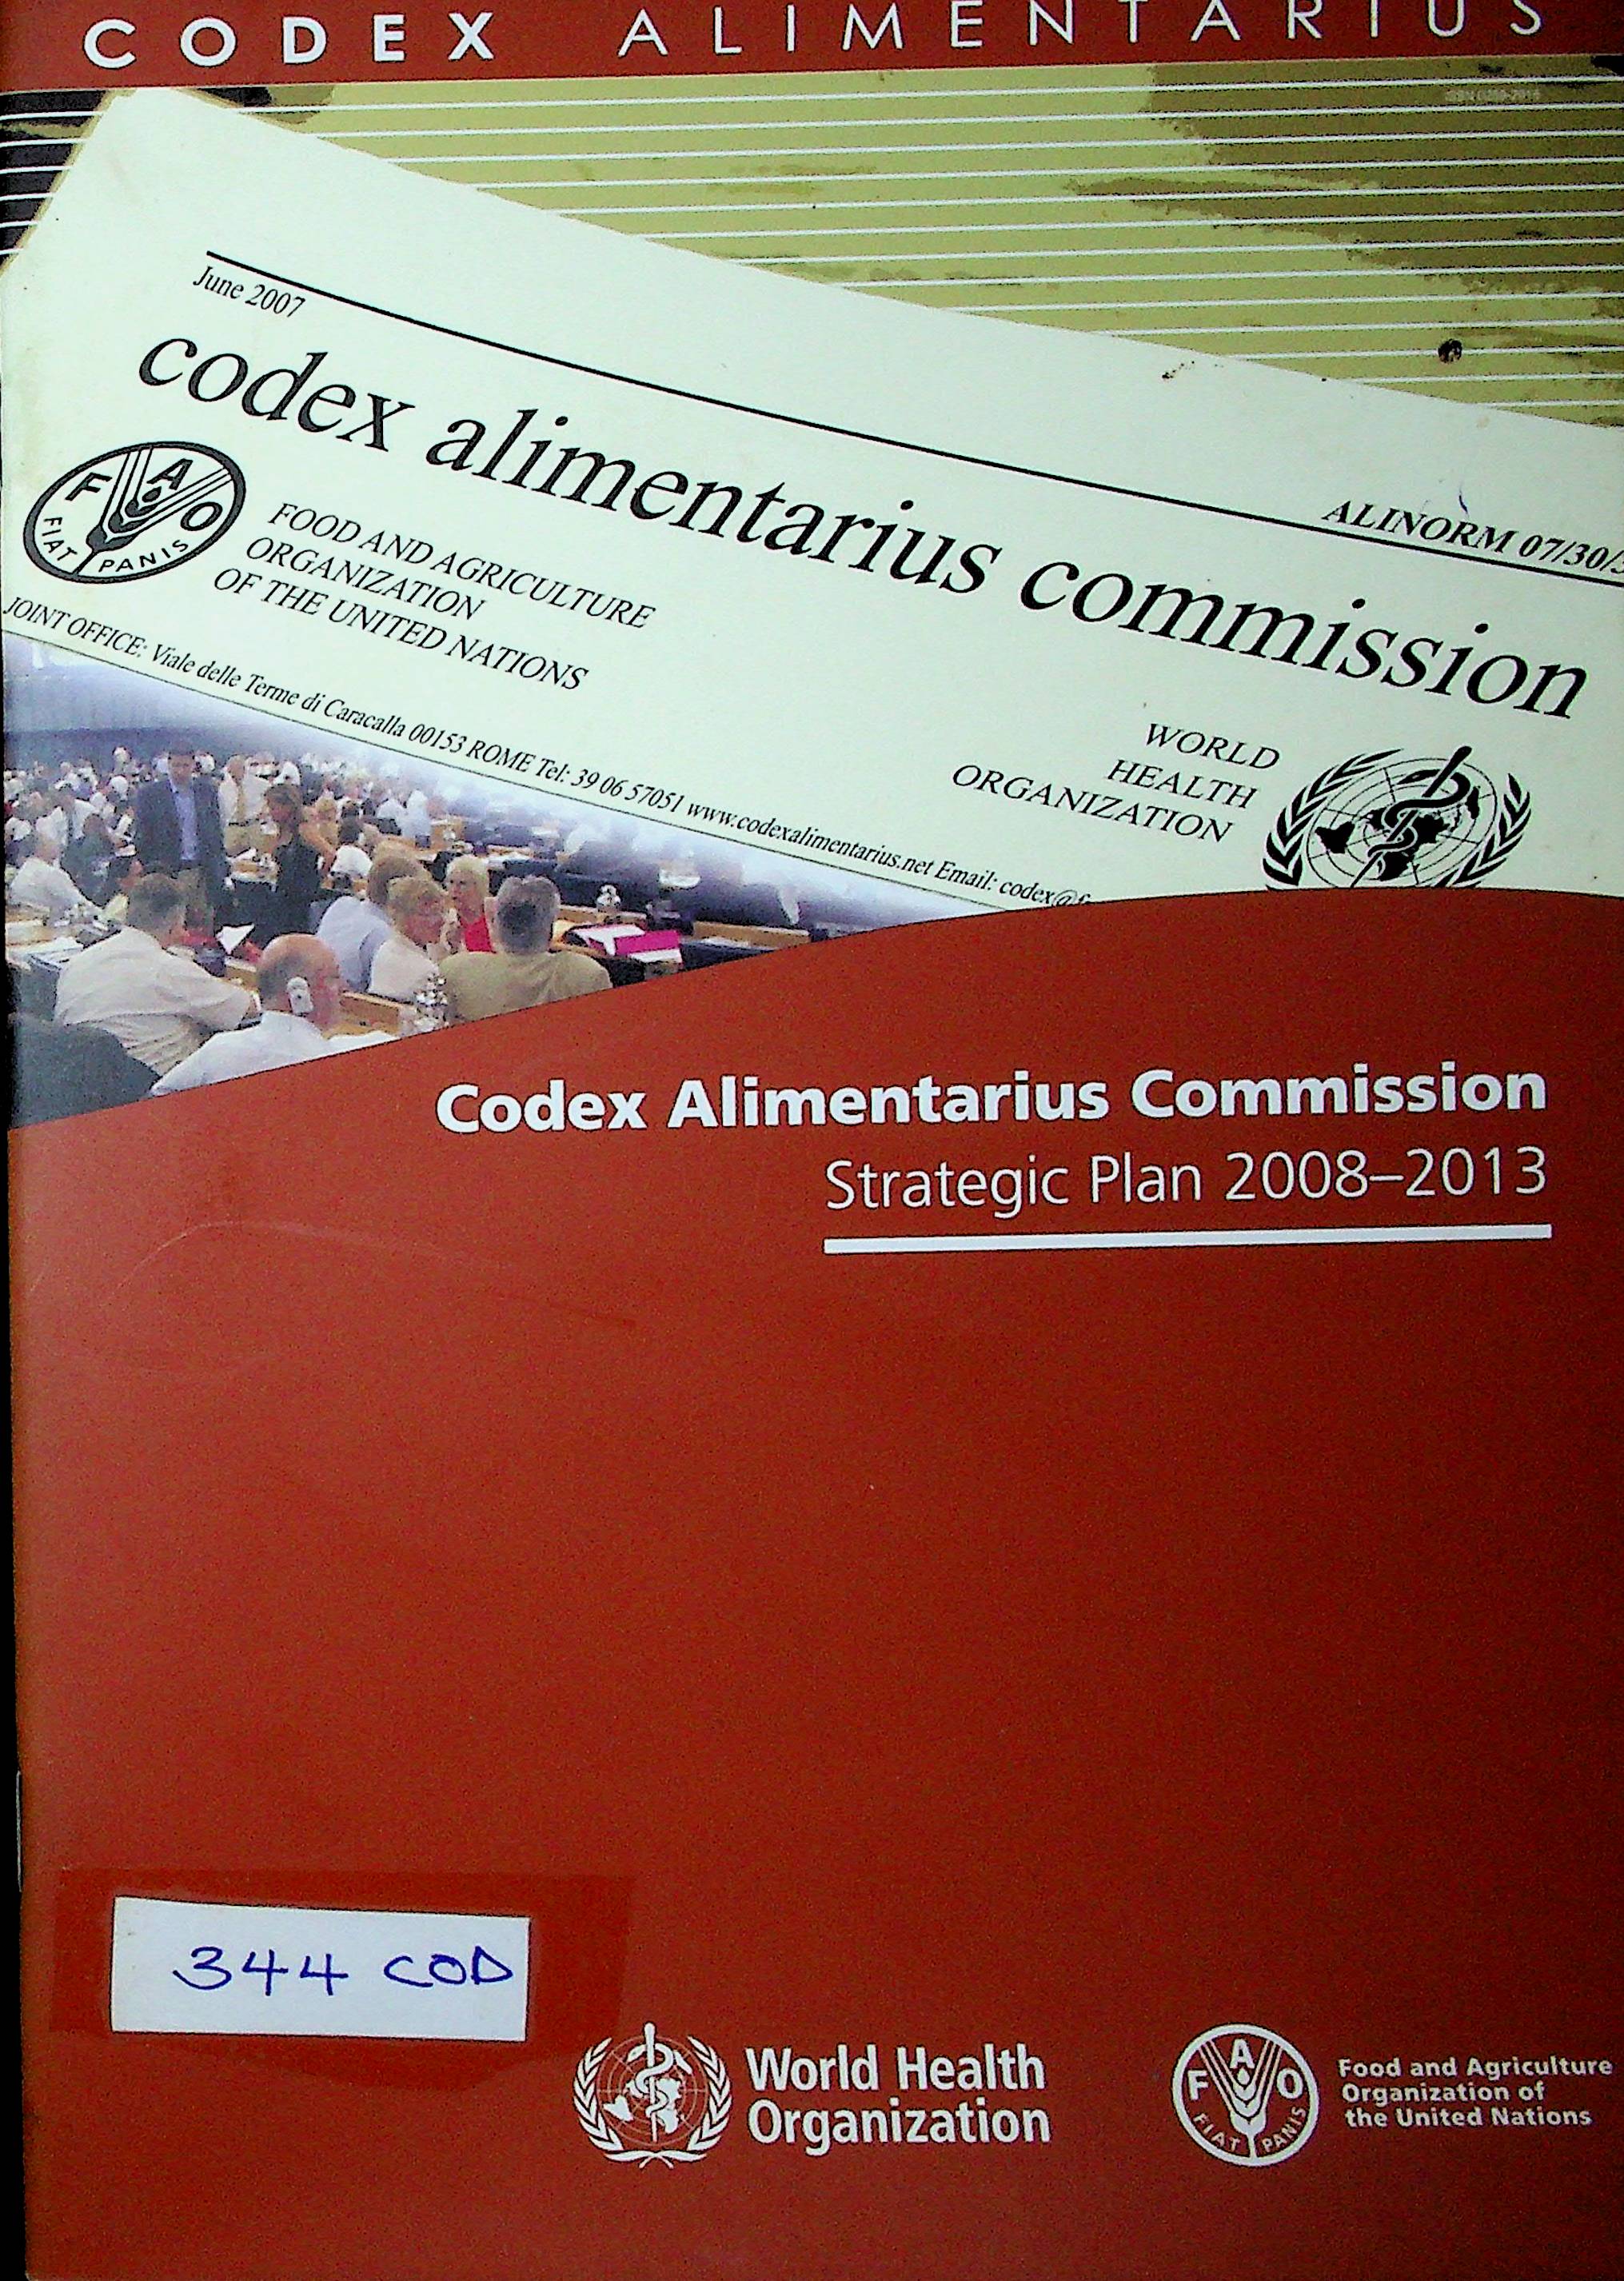 CODEX ALIMENTARIUS
June 2007
codex alimentarius commission
ALINORM 07/30/
F A O
FIAT PANIS
FOOD AND AGRICULTURE
ORGANIZATION
OF THE UNITED NATIONS
WORLD
HEALTH
ORGANIZATION
JOINT OFFICE: Viale delle Terme di Caracalla 00153 ROME Tel: 39 06 57051 www.codexalimentarius.net Email: codex@f
Codex Alimentarius Commission
Strategic Plan 2008–2013
344 COD
World Health
Organization
F A O
FIAT PANIS
Food and Agriculture
Organization of
the United Nations